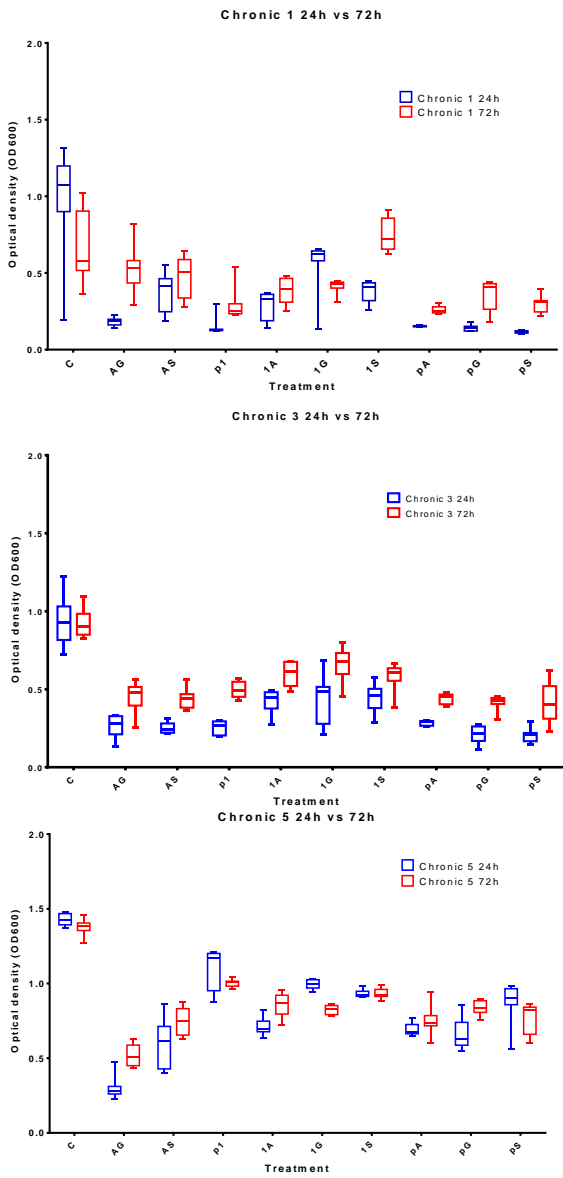 Chronic 1 24h vs 72h
2.0
1.5
1.0
0.5
0.0
Optical density (OD600)
Chronic 1 24h
Chronic 1 72h
C AG AS p1 1A 1G 1S pA pG pS
Treatment
Chronic 3 24h vs 72h
2.0
1.5
1.0
0.5
0.0
Optical density (OD600)
Chronic 3 24h
Chronic 3 72h
C AG AS p1 1A 1G 1S pA pG pS
Treatment
Chronic 5 24h vs 72h
2.0
1.5
1.0
0.5
0.0
Optical density (OD600)
Chronic 5 24h
Chronic 5 72h
C AG AS p1 1A 1G 1S pA pG pS
Treatment